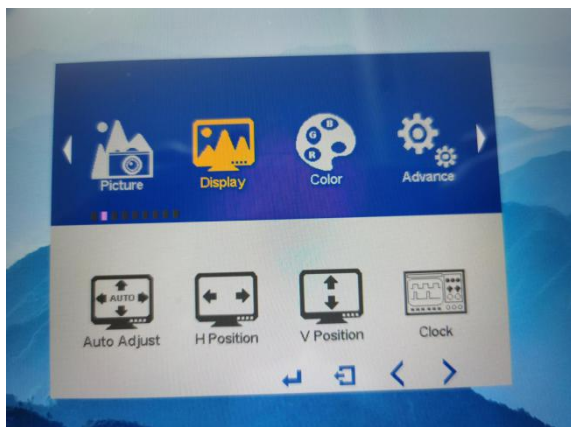 Picture
Display
Color
Advance
B
G
R
AUTO
Auto Adjust
H Position
V Position
Clock